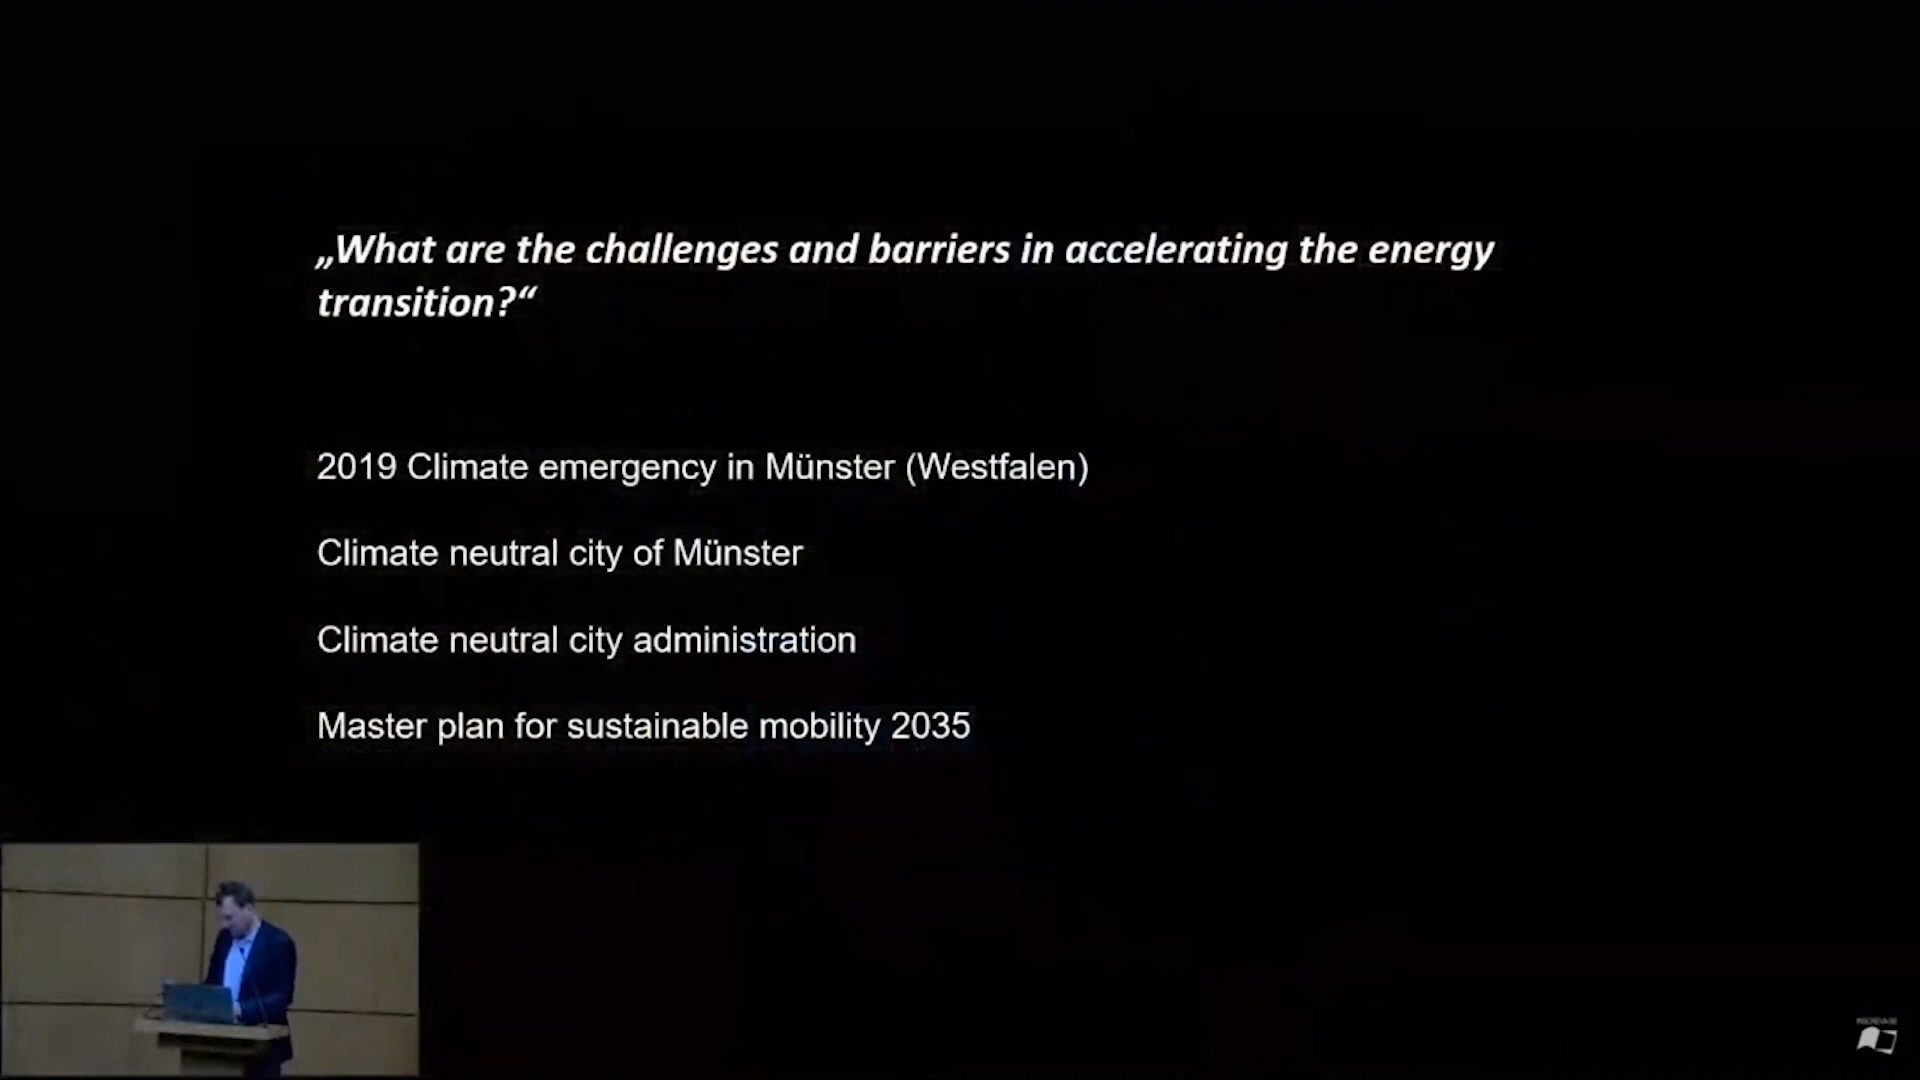 „What are the challenges and barriers in accelerating the energy
transition?“
2019 Climate emergency in Münster (Westfalen)
Climate neutral city of Münster
Climate neutral city administration
Master plan for sustainable mobility 2035